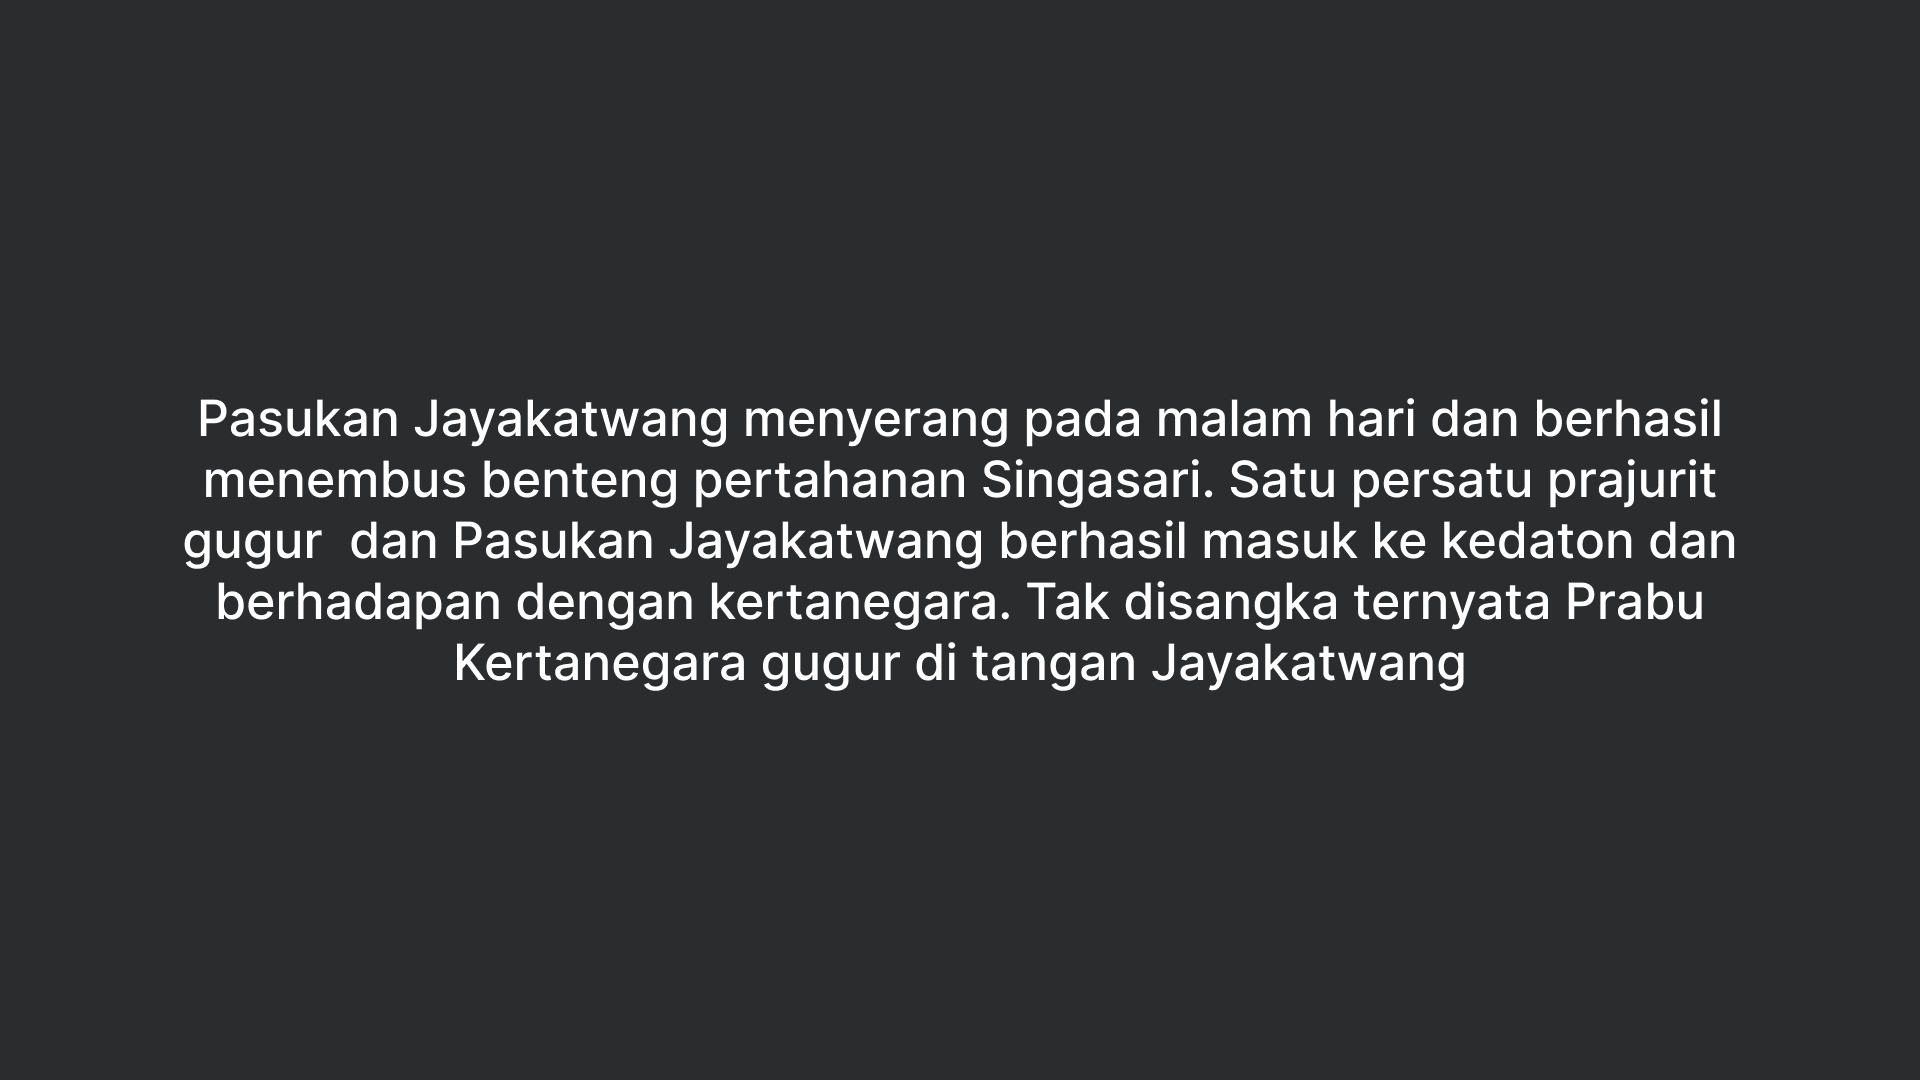 Pasukan Jayakatwang menyerang pada malam hari dan berhasil
menembus benteng pertahanan Singasari. Satu persatu prajurit
gugur  dan Pasukan Jayakatwang berhasil masuk ke kedaton dan
berhadapan dengan kertanegara. Tak disangka ternyata Prabu
Kertanegara gugur di tangan Jayakatwang